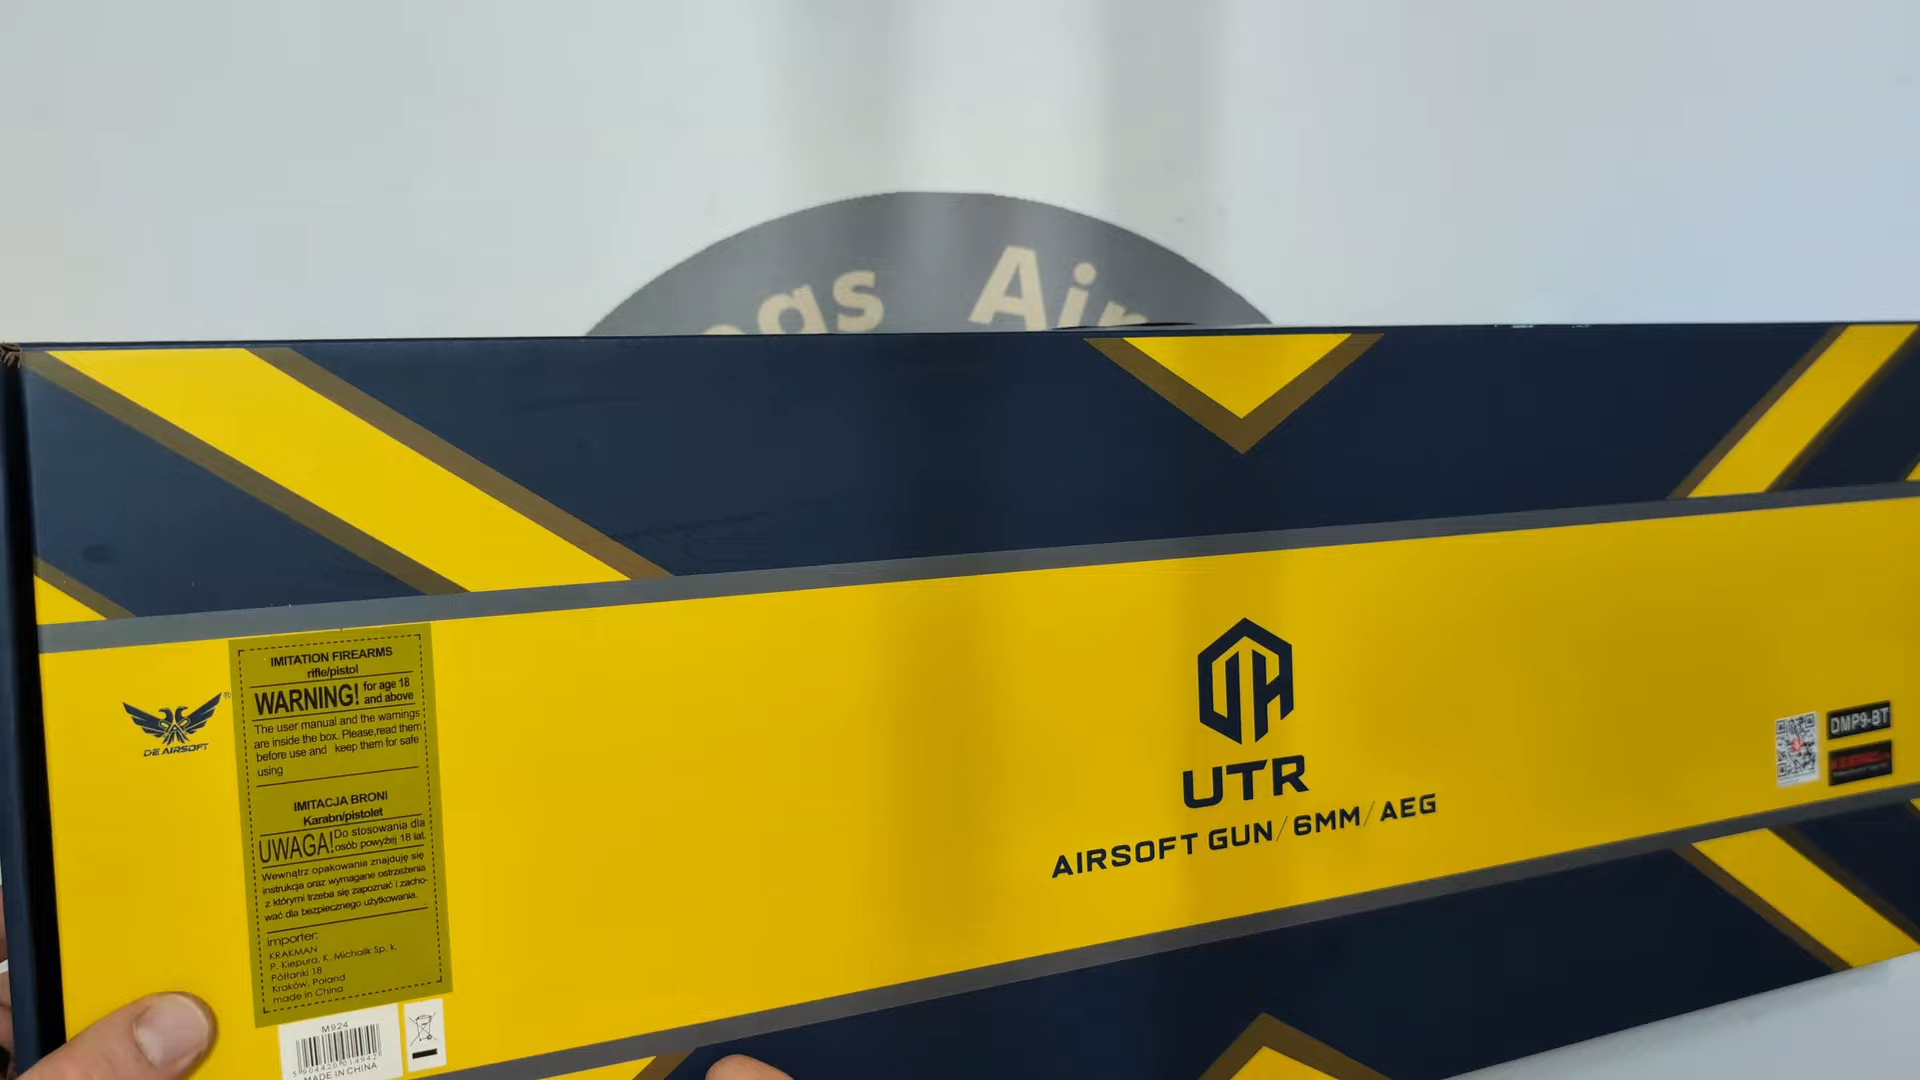 gs Air
IMITATION FIREARMS
rifle/pistol
WARNING! for age 18
and above
The user manual and the warnings
are inside the box. Please,read them
before use and keep them for safe
using
IMITACJA BRONI
Karabn/pistolet
UWAGA! Do stosowania dla
osób powyżej 18 lat.
Wewnątrz opakowania znajduję się
instrukcja oraz wymagane ostrzeżenia
z którymi trzeba się zapoznać i zacho-
wać dla bezpiecznego użytkowania.
importer:
KRAKMAN
P. Kiepura, K. Michalik Sp. k.
Półłanki 18
Kraków, Poland
made in China
DE AIRSOFT
®
M924
MADE IN CHINA
UTR
AIRSOFT GUN/6MM/AEG
DMP9-BT